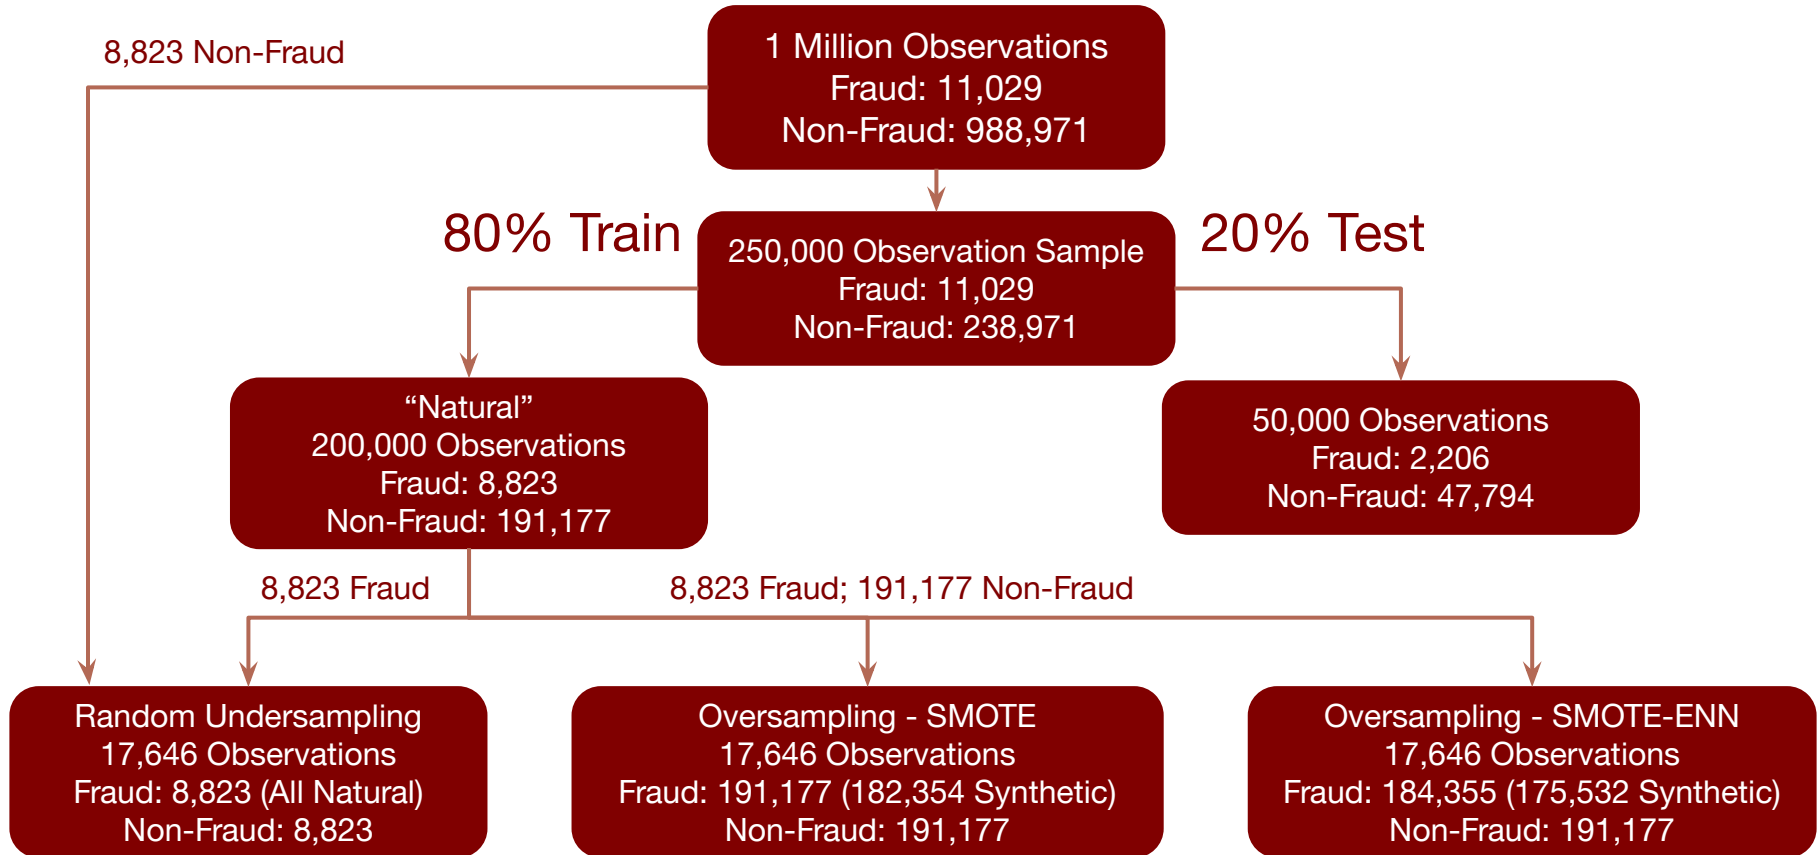 8,823 Non-Fraud
1 Million Observations
Fraud: 11,029
Non-Fraud: 988,971
80% Train
250,000 Observation Sample
Fraud: 11,029
Non-Fraud: 238,971
20% Test
“Natural”
200,000 Observations
Fraud: 8,823
Non-Fraud: 191,177
50,000 Observations
Fraud: 2,206
Non-Fraud: 47,794
8,823 Fraud
8,823 Fraud; 191,177 Non-Fraud
Random Undersampling
17,646 Observations
Fraud: 8,823 (All Natural)
Non-Fraud: 8,823
Oversampling - SMOTE
17,646 Observations
Fraud: 191,177 (182,354 Synthetic)
Non-Fraud: 191,177
Oversampling - SMOTE-ENN
17,646 Observations
Fraud: 184,355 (175,532 Synthetic)
Non-Fraud: 191,177